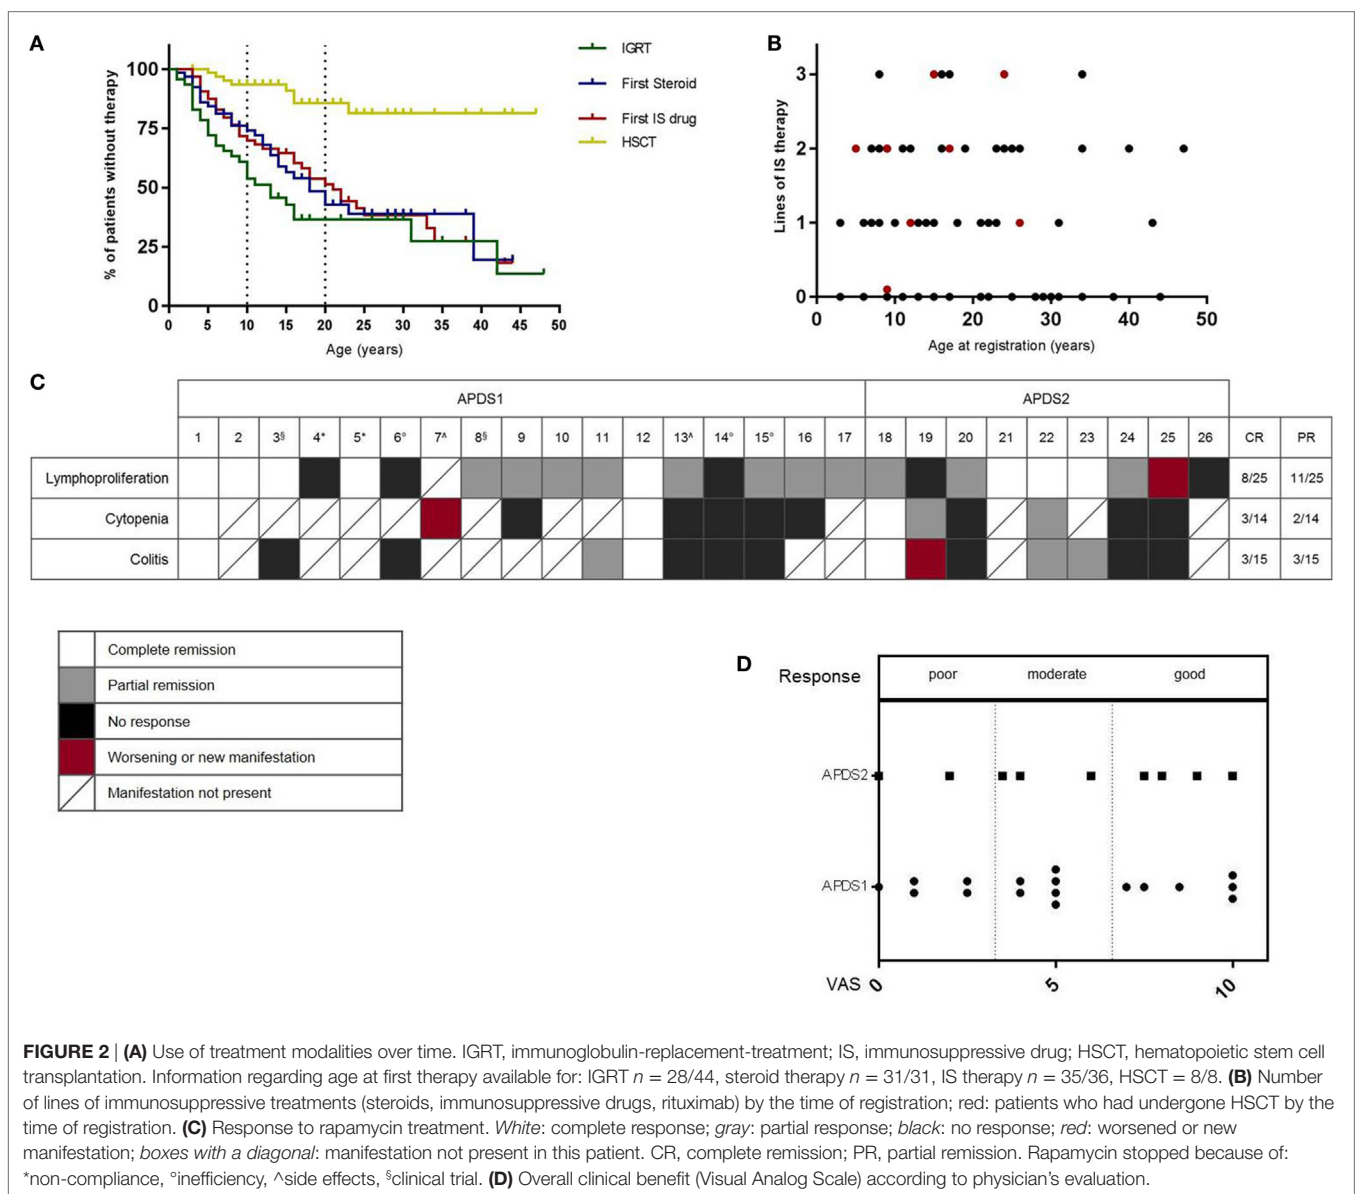 A
% of patients without therapy
100
75
50
25
0
0 5 10 15 20 25 30 35 40 45 50
Age (years)
IGRT
First Steroid
First IS drug
HSCT
B
Lines of IS therapy
3
2
1
0
0 10 20 30 40 50
Age at registration (years)
C
APDS1 APDS2
1 2 3§ 4* 5* 6° 7^ 8§ 9 10 11 12 13^ 14° 15° 16 17 18 19 20 21 22 23 24 25 26 CR PR
Lymphoproliferation 8/25 11/25
Cytopenia 3/14 2/14
Colitis 3/15 3/15
Complete remission
Partial remission
No response
Worsening or new manifestation
Manifestation not present
D
Response poor moderate good
APDS2
APDS1
VAS 0 5 10
FIGURE 2 | (A) Use of treatment modalities over time. IGRT, immunoglobulin-replacement-treatment; IS, immunosuppressive drug; HSCT, hematopoietic stem cell
transplantation. Information regarding age at first therapy available for: IGRT n = 28/44, steroid therapy n = 31/31, IS therapy n = 35/36, HSCT = 8/8. (B) Number
of lines of immunosuppressive treatments (steroids, immunosuppressive drugs, rituximab) by the time of registration; red: patients who had undergone HSCT by the
time of registration. (C) Response to rapamycin treatment. White: complete response; gray: partial response; black: no response; red: worsened or new
manifestation; boxes with a diagonal: manifestation not present in this patient. CR, complete remission; PR, partial remission. Rapamycin stopped because of:
*non-compliance, °inefficiency, ^side effects, §clinical trial. (D) Overall clinical benefit (Visual Analog Scale) according to physician's evaluation.